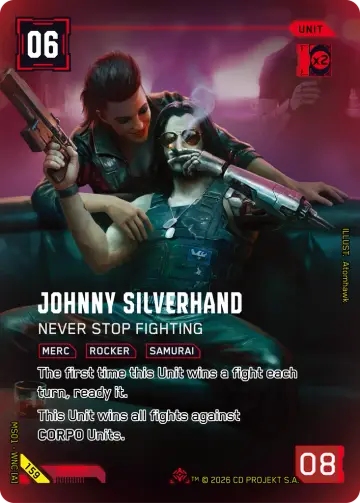 06
UNIT
x2
ILLUST. Atomhawk
JOHNNY SILVERHAND
NEVER STOP FIGHTING
MERC
ROCKER
SAMURAI
The first time this Unit wins a fight each
turn, ready it.
This Unit wins all fights against
CORPO Units.
159
08
™ © 2026 CD PROJEKT S.A.